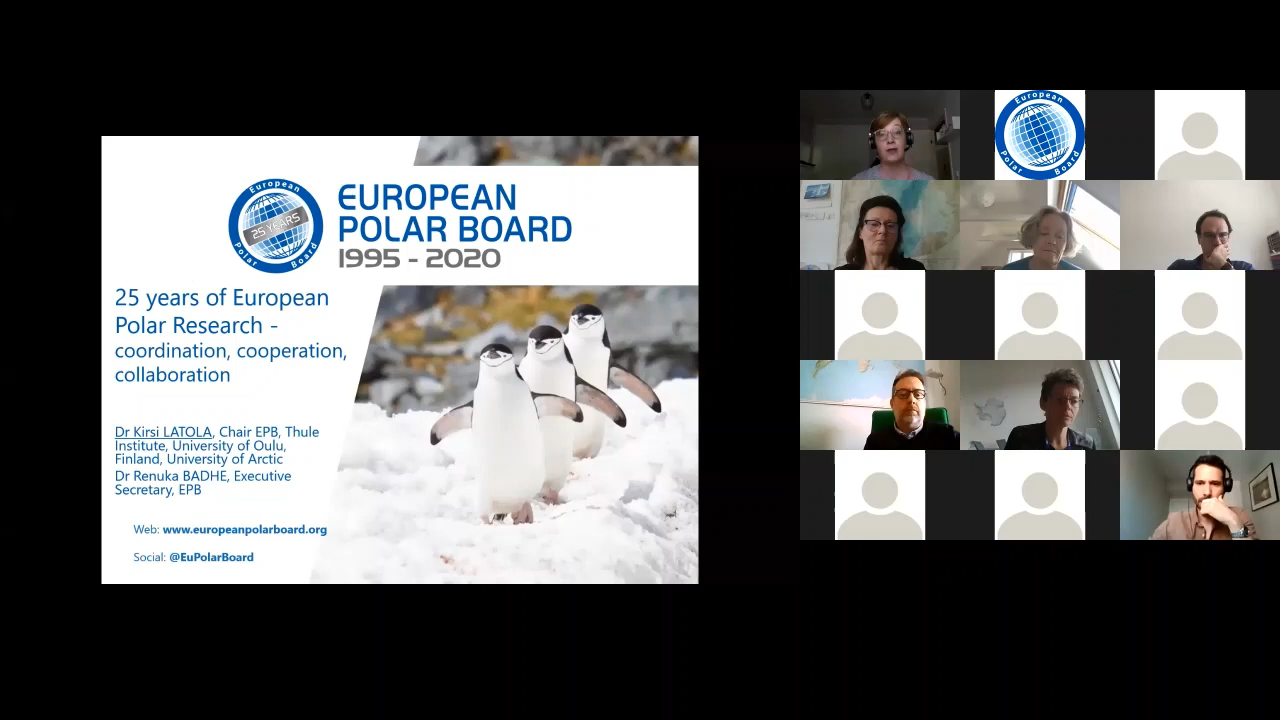 European
25 YEARS
Polar Board
EUROPEAN
POLAR BOARD
1995 - 2020
25 years of European
Polar Research -
coordination, cooperation,
collaboration
Dr Kirsi LATOLA, Chair EPB, Thule
Institute, University of Oulu,
Finland, University of Arctic
Dr Renuka BADHE, Executive
Secretary, EPB
Web: www.europeanpolarboard.org
Social: @EuPolarBoard
European
Polar Board